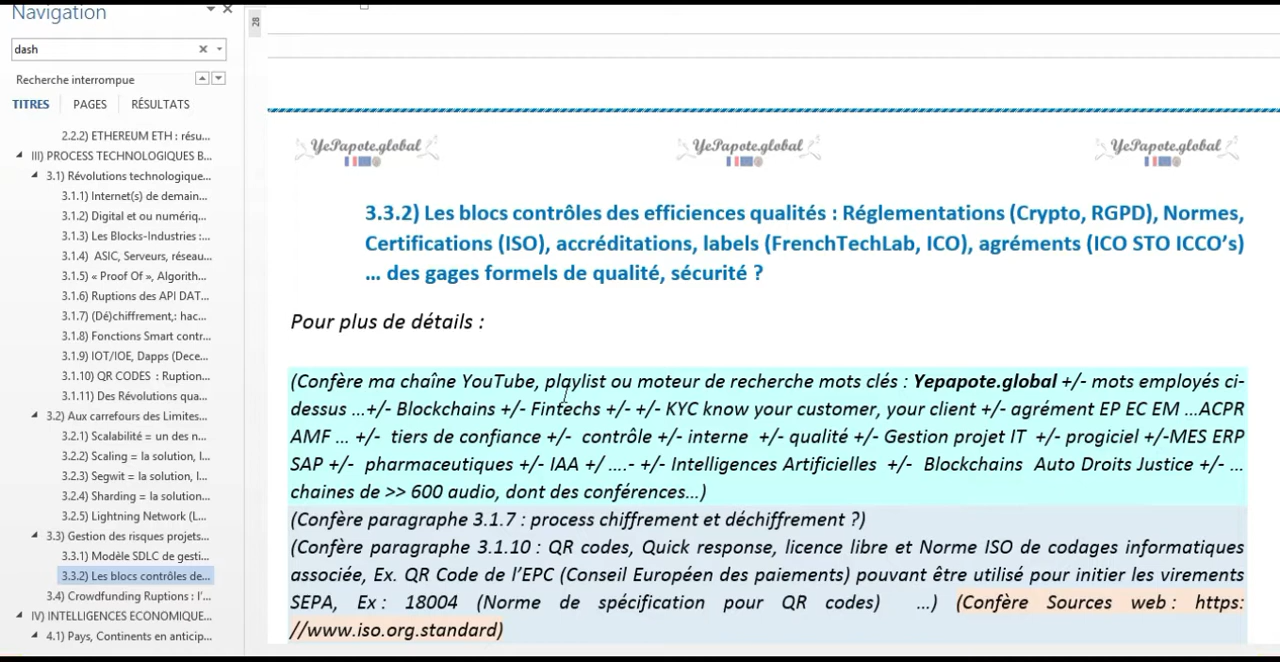 Navigation
dash
Recherche interrompue
TITRES PAGES RÉSULTATS
2.2.2) ETHEREUM ETH : résu...
III) PROCESS TECHNOLOGIQUES B...
3.1) Révolutions technologique...
3.1.1) Internet(s) de demain...
3.1.2) Digital et ou numériq...
3.1.3) Les Blocks-Industries :...
3.1.4) ASIC, Serveurs, réseau...
3.1.5) « Proof Of », Algorith...
3.1.6) Ruptions des API DAT...
3.1.7) (Dé)chiffrement,: hac...
3.1.8) Fonctions Smart contr...
3.1.9) IOT/IOE, Dapps (Dece...
3.1.10) QR CODES : Ruption...
3.1.11) Des Révolutions qua...
3.2) Aux carrefours des Limites...
3.2.1) Scalabilité = un des n...
3.2.2) Scaling = la solution, l...
3.2.3) Segwit = la solution, l...
3.2.4) Sharding = la solution...
3.2.5) Lightning Network (L...
3.3) Gestion des risques projets...
3.3.1) Modèle SDLC de gesti...
3.3.2) Les blocs contrôles de...
3.4) Crowdfunding Ruptions : l'...
IV) INTELLIGENCES ECONOMIQUE...
4.1) Pays, Continents en anticip...
28
YePapote.global YePapote.global YePapote.global
3.3.2) Les blocs contrôles des efficiences qualités : Réglementations (Crypto, RGPD), Normes,
Certifications (ISO), accréditations, labels (FrenchTechLab, ICO), agréments (ICO STO ICCO's)
... des gages formels de qualité, sécurité ?
Pour plus de détails :
(Confère ma chaîne YouTube, playlist ou moteur de recherche mots clés : Yepapote.global +/- mots employés ci-
dessus ...+/- Blockchains +/- Fintechs +/- +/- KYC know your customer, your client +/- agrément EP EC EM ...ACPR
AMF ... +/- tiers de confiance +/- contrôle +/- interne +/- qualité +/- Gestion projet IT +/- progiciel +/-MES ERP
SAP +/- pharmaceutiques +/- IAA +/ ....- +/- Intelligences Artificielles +/- Blockchains Auto Droits Justice +/- ...
chaines de >> 600 audio, dont des conférences...)
(Confère paragraphe 3.1.7 : process chiffrement et déchiffrement ?)
(Confère paragraphe 3.1.10 : QR codes, Quick response, licence libre et Norme ISO de codages informatiques
associée, Ex. QR Code de l'EPC (Conseil Européen des paiements) pouvant être utilisé pour initier les virements
SEPA, Ex : 18004 (Norme de spécification pour QR codes) ...) (Confère Sources web : https:
//www.iso.org.standard)